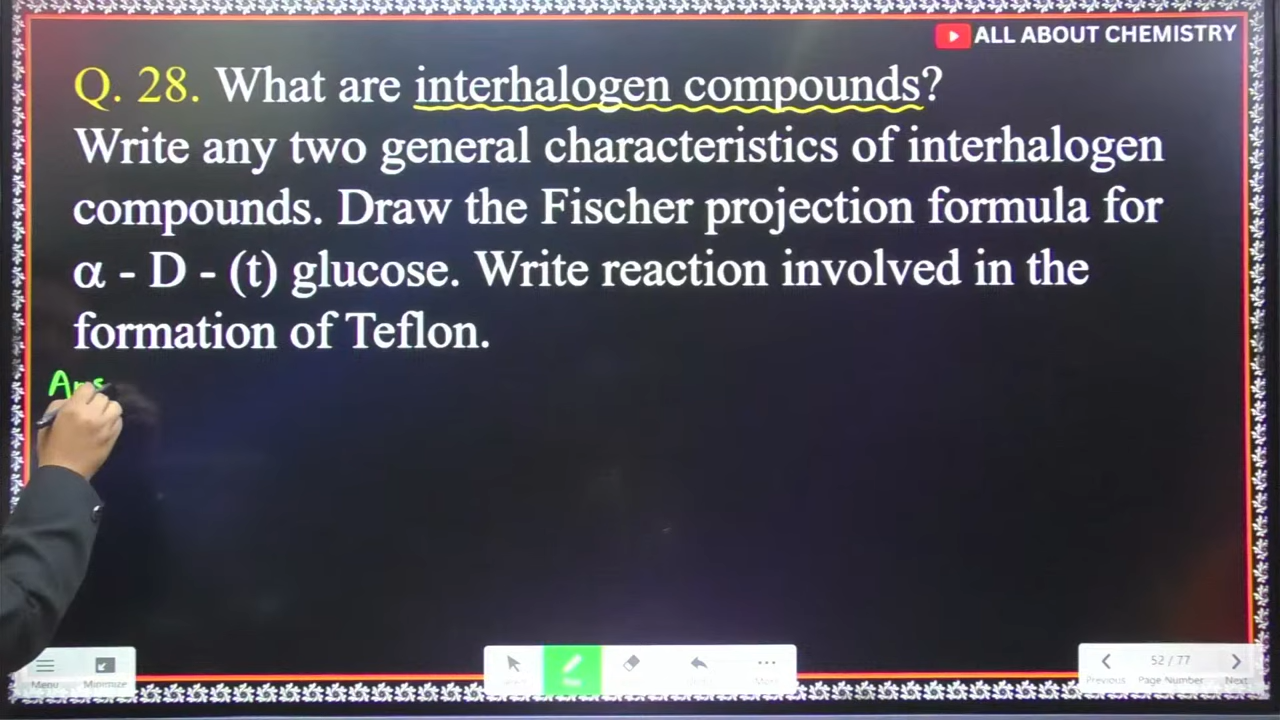 ALL ABOUT CHEMISTRY
Q. 28. What are interhalogen compounds?
Write any two general characteristics of interhalogen
compounds. Draw the Fischer projection formula for
α - D - (t) glucose. Write reaction involved in the
formation of Teflon.
Ans
Menu Minimize
More
52 / 77
Previous Page Number Next